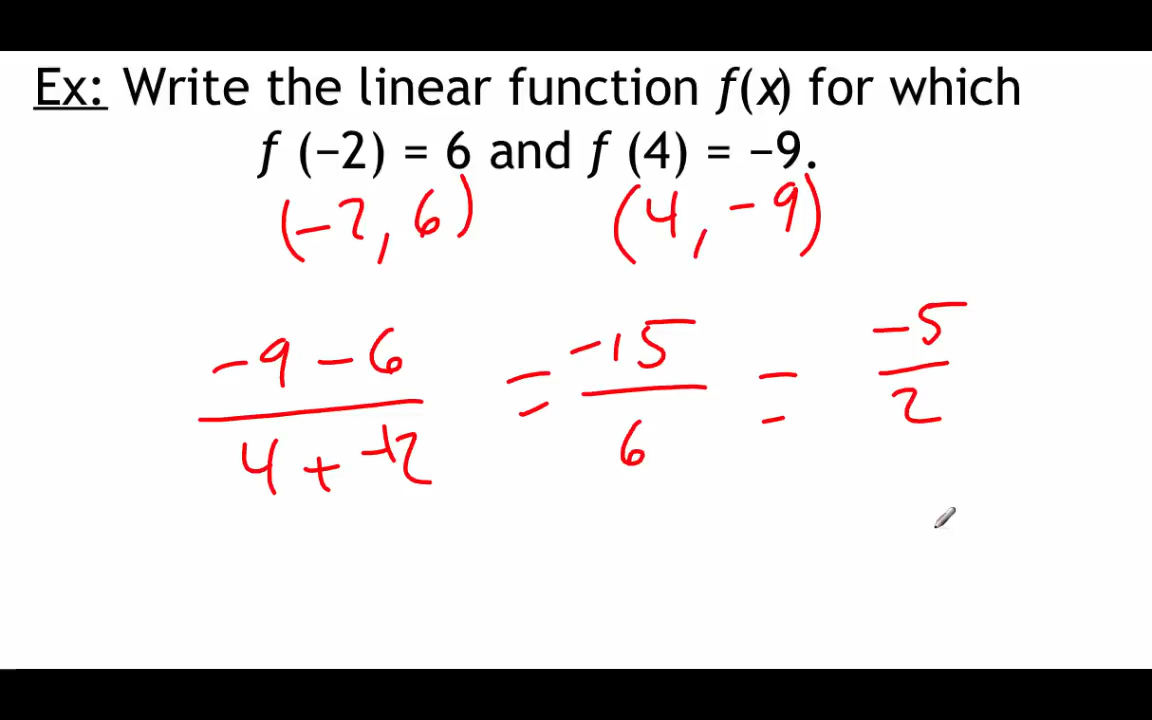 Ex: Write the linear function f(x) for which
f (−2) = 6 and f (4) = −9.
(−2, 6) (4, −9)
−9 − 6 = −15 = −5
4 + +2 6 2